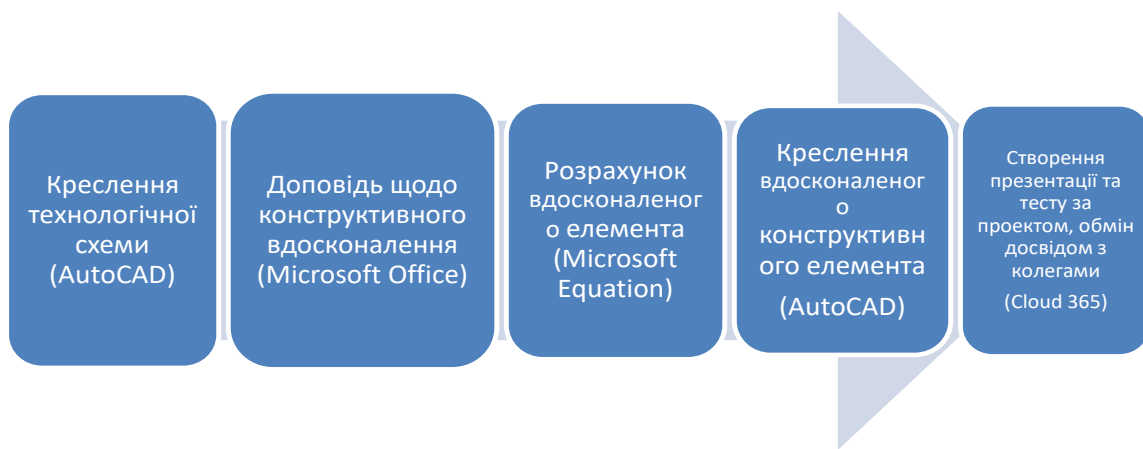 Креслення
технологічної
схеми
(AutoCAD)
Доповідь щодо
конструктивного
вдосконалення
(Microsoft Office)
Розрахунок
вдосконаленог
о елемента
(Microsoft
Equation)
Креслення
вдосконаленог
о
конструктивн
ого елемента
(AutoCAD)
Створення
презентації та
тесту за
проектом, обмін
досвідом з
колегами
(Cloud 365)